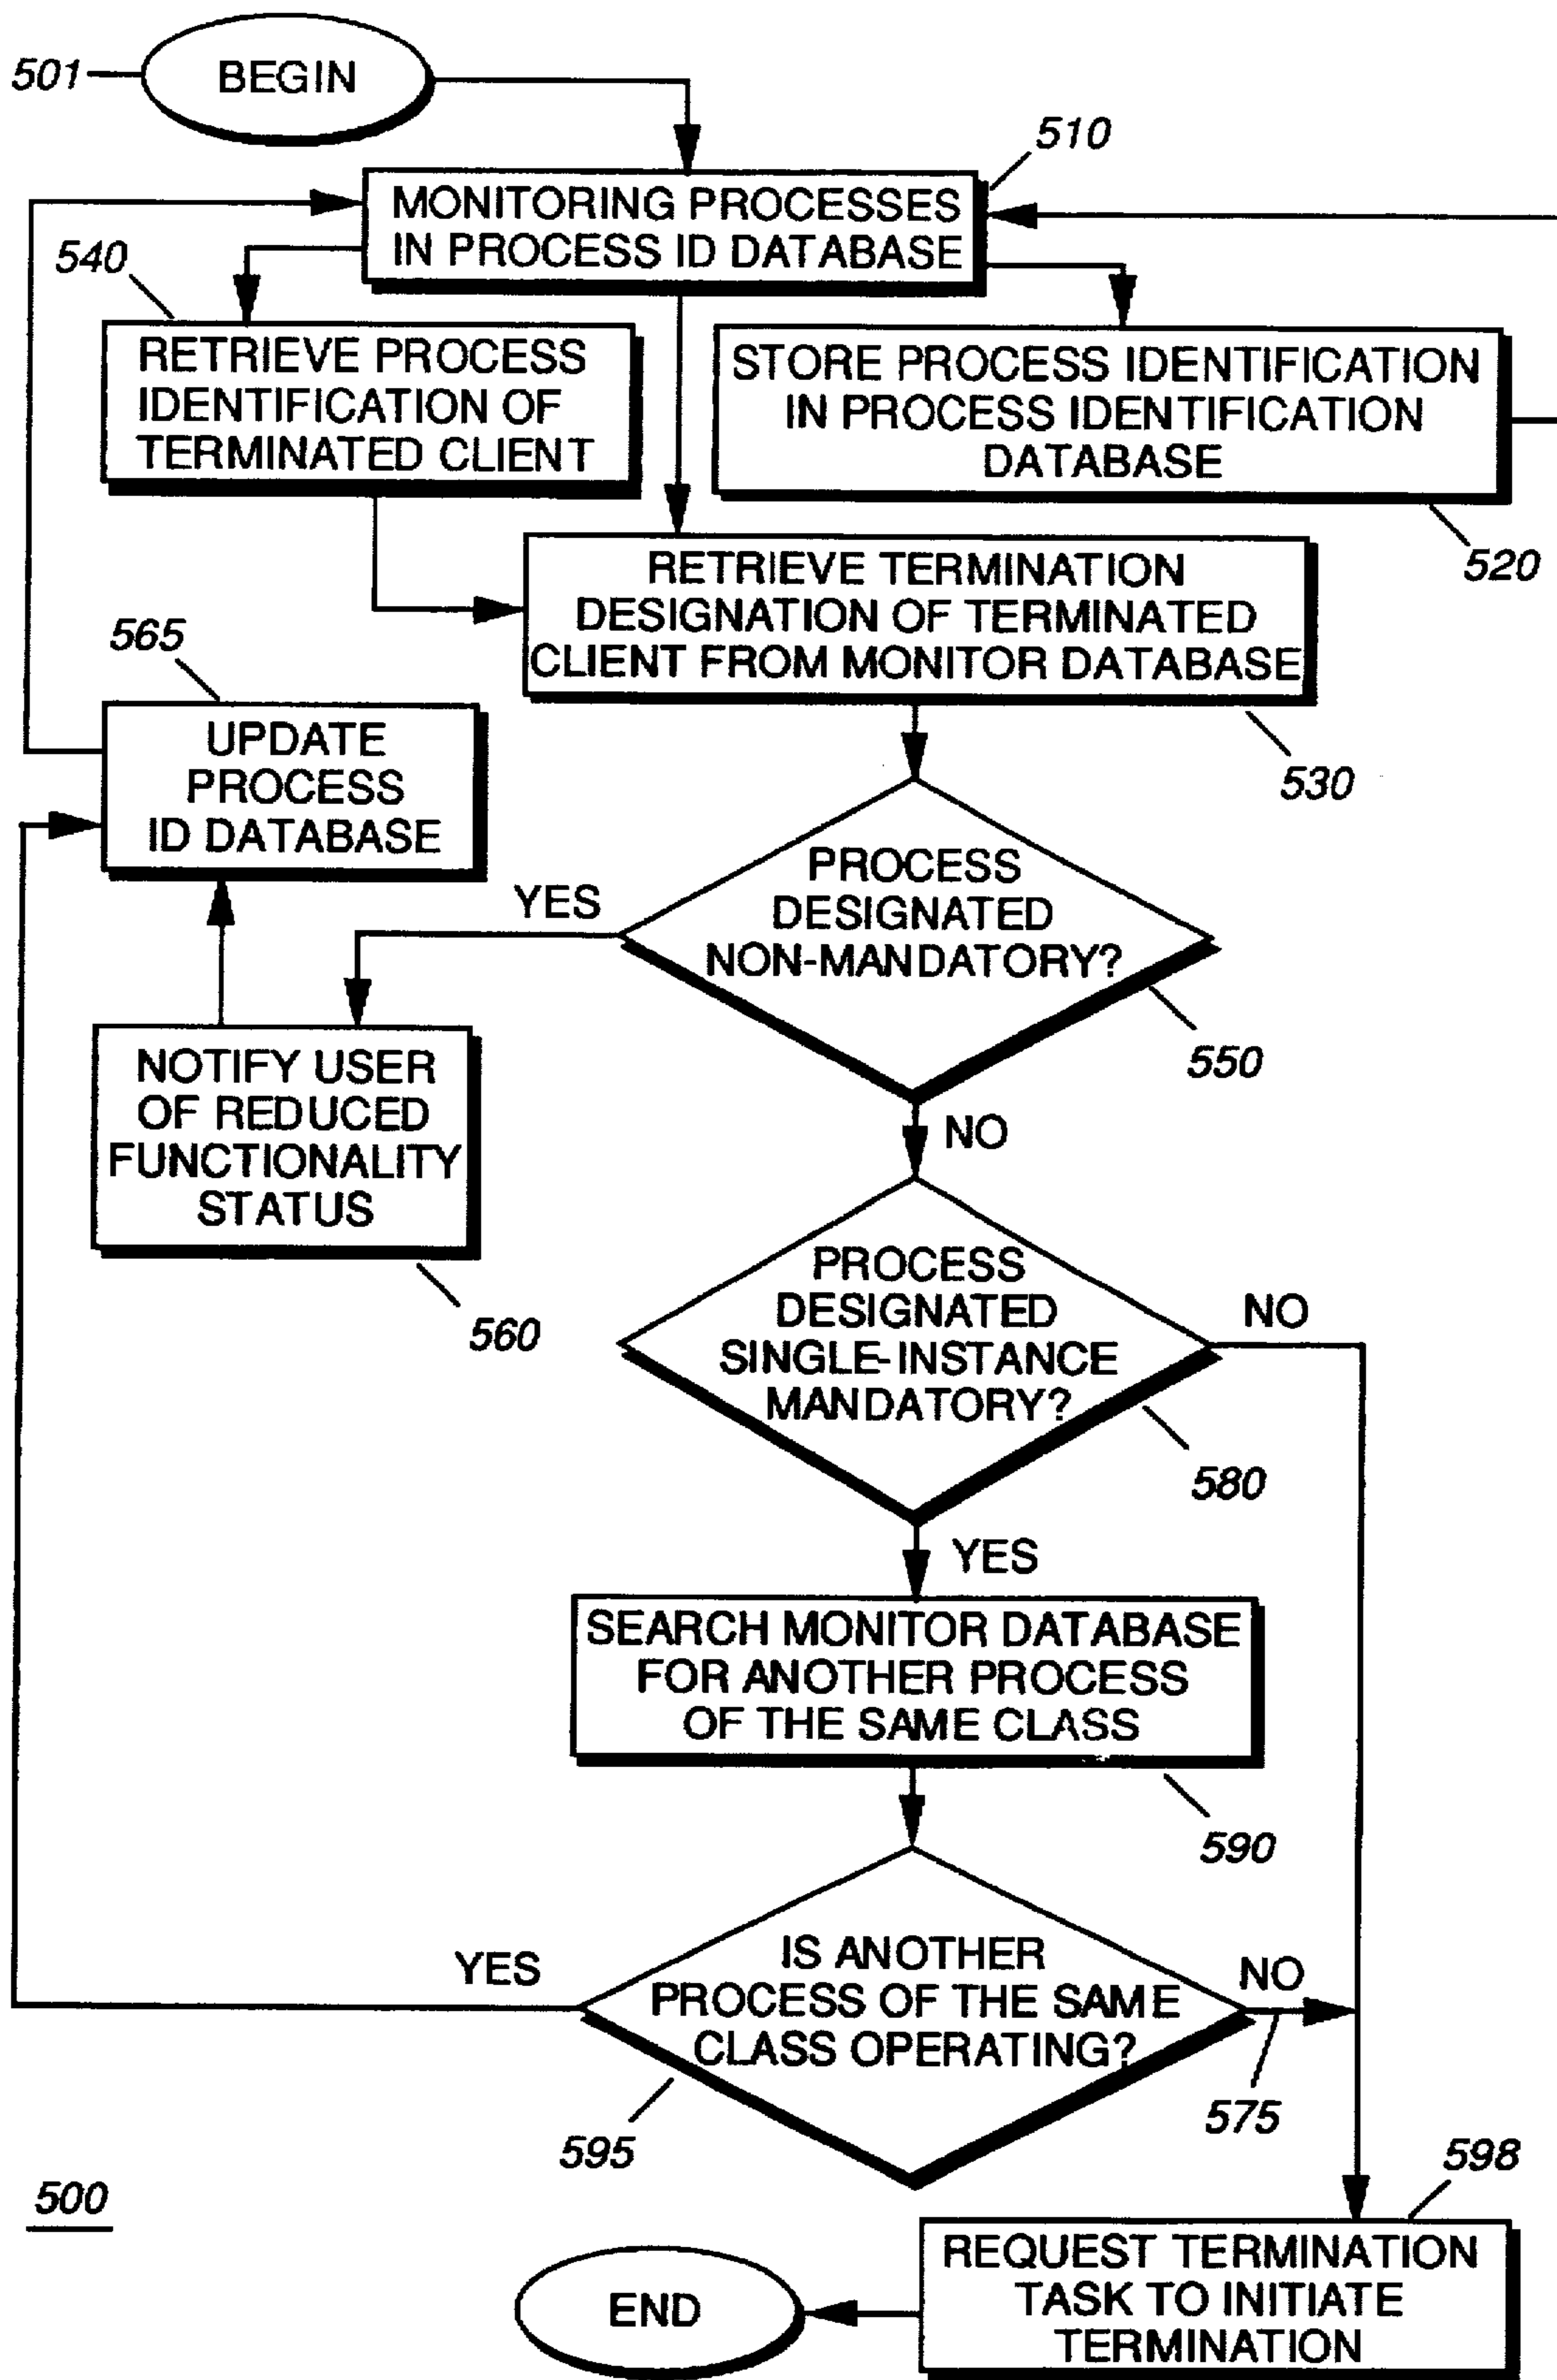 501
BEGIN
510
MONITORING PROCESSES
IN PROCESS ID DATABASE
540
RETRIEVE PROCESS
IDENTIFICATION OF
TERMINATED CLIENT
STORE PROCESS IDENTIFICATION
IN PROCESS IDENTIFICATION
DATABASE
520
RETRIEVE TERMINATION
DESIGNATION OF TERMINATED
CLIENT FROM MONITOR DATABASE
530
565
UPDATE
PROCESS
ID DATABASE
PROCESS
DESIGNATED
NON-MANDATORY?
YES
550
NO
NOTIFY USER
OF REDUCED
FUNCTIONALITY
STATUS
560
PROCESS
DESIGNATED
SINGLE-INSTANCE
MANDATORY?
NO
580
YES
SEARCH MONITOR DATABASE
FOR ANOTHER PROCESS
OF THE SAME CLASS
590
IS ANOTHER
PROCESS OF THE SAME
CLASS OPERATING?
YES
NO
575
595
598
500
REQUEST TERMINATION
TASK TO INITIATE
TERMINATION
END